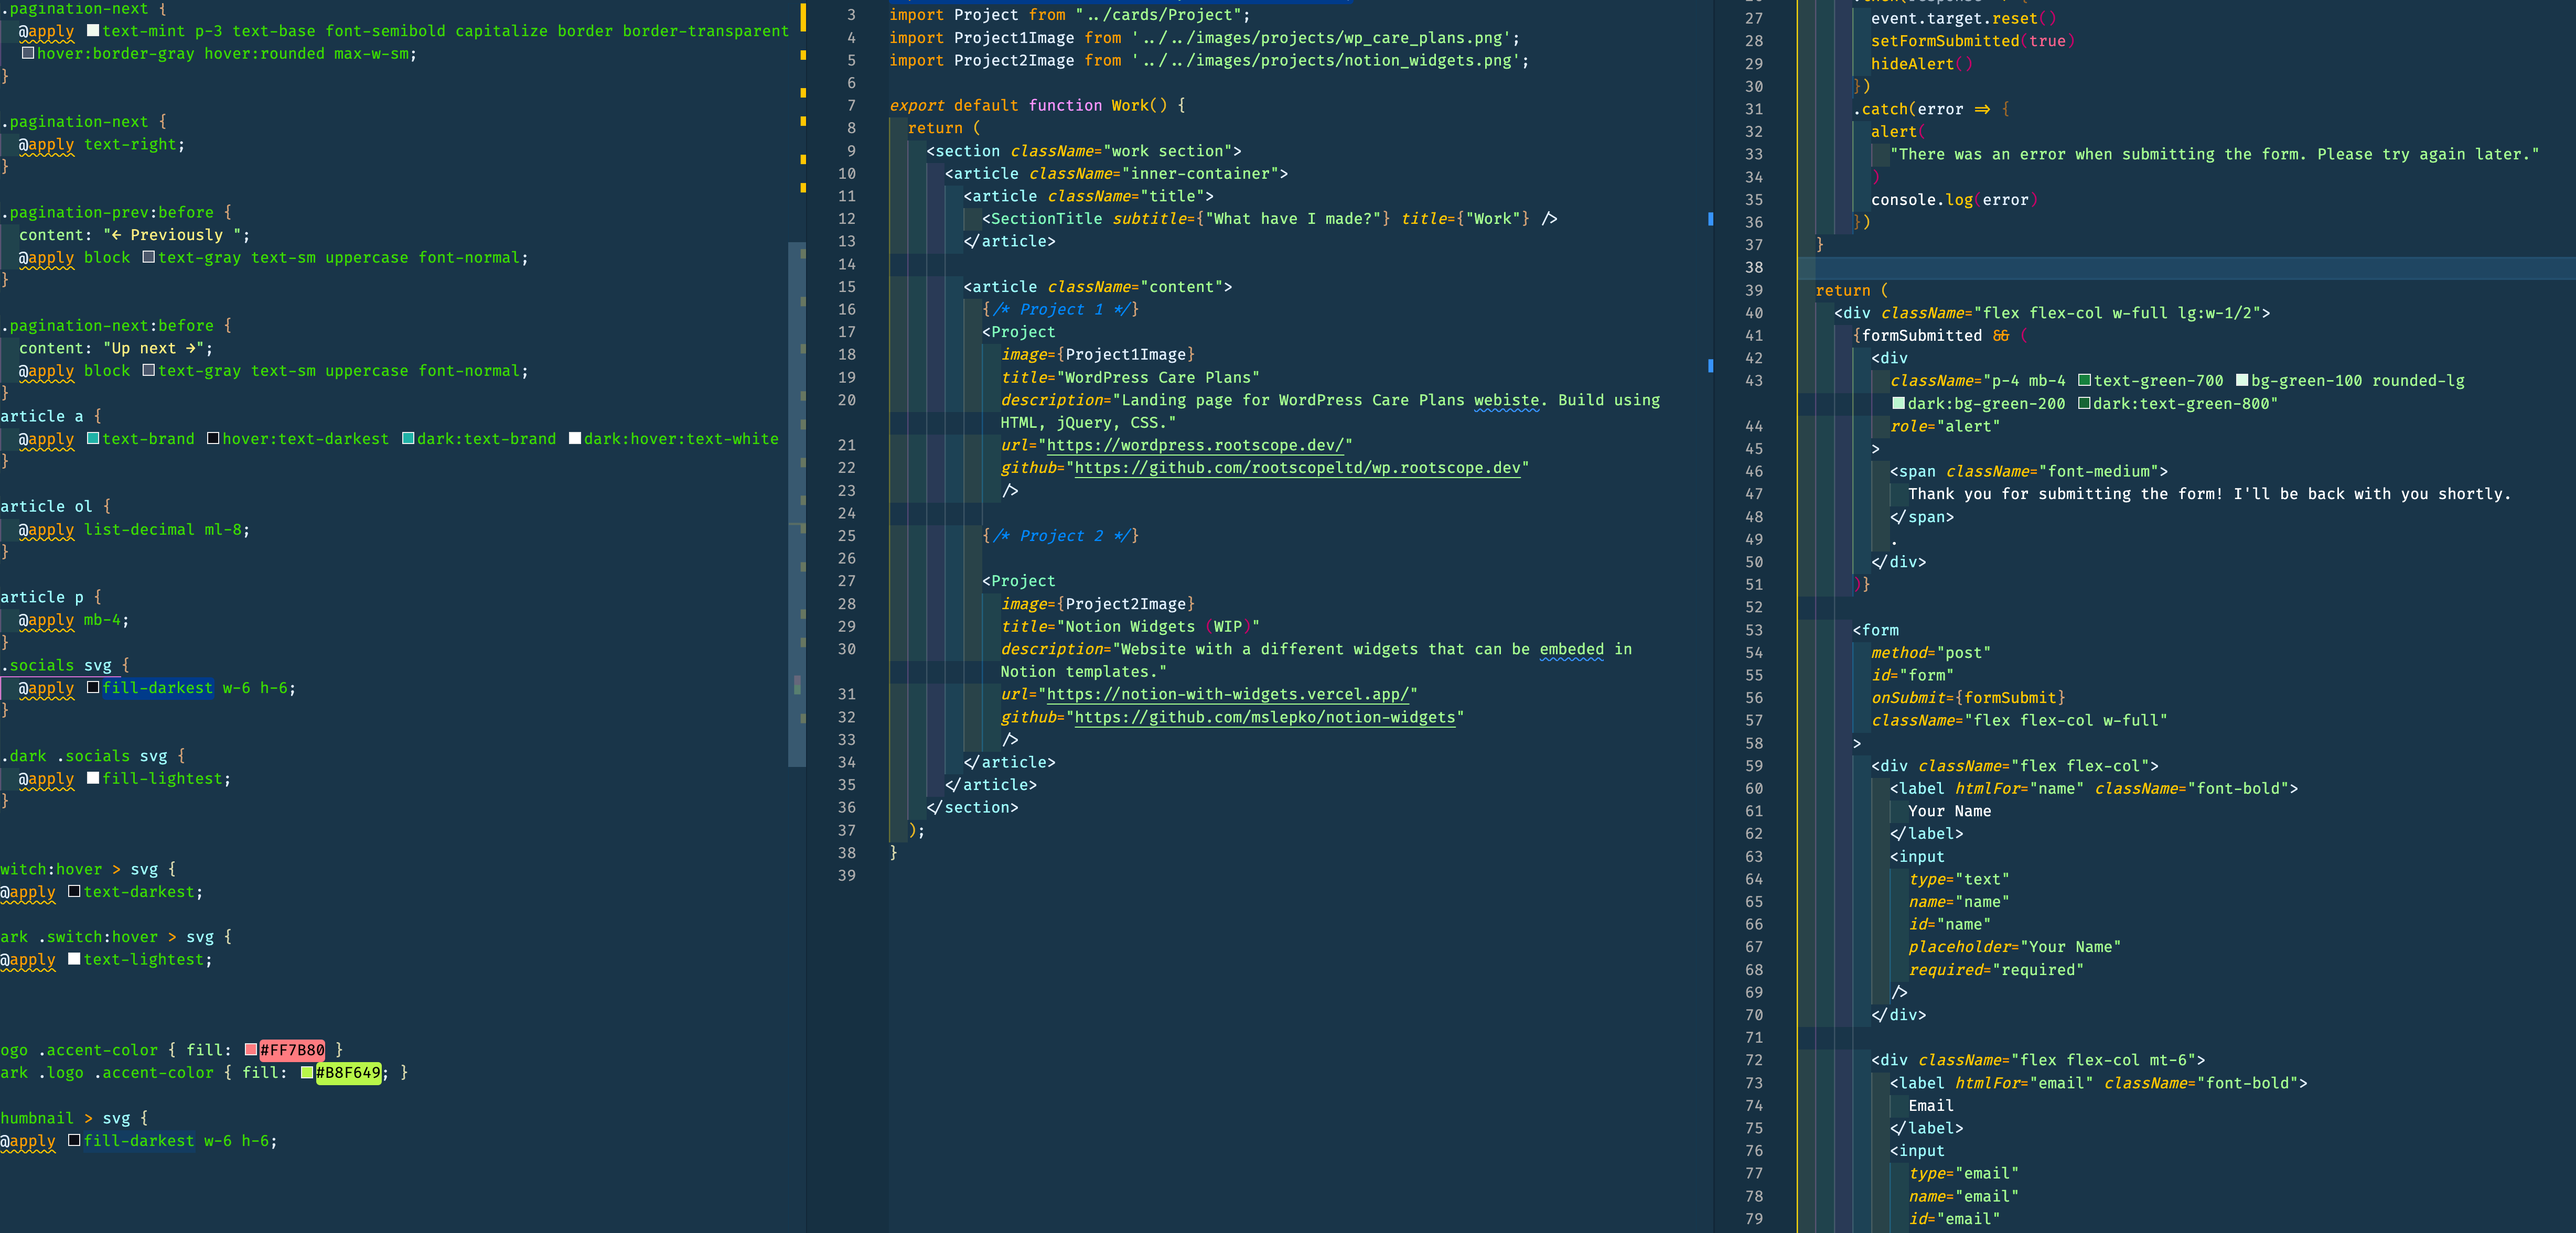 .pagination-next {
@apply text-mint p-3 text-base font-semibold capitalize border border-transparent
hover:border-gray hover:rounded max-w-sm;
}
.pagination-next {
@apply text-right;
}
.pagination-prev:before {
content: "← Previously ";
@apply block text-gray text-sm uppercase font-normal;
}
.pagination-next:before {
content: "Up next →";
@apply block text-gray text-sm uppercase font-normal;
}
article a {
@apply text-brand hover:text-darkest dark:text-brand dark:hover:text-white
}
article ol {
@apply list-decimal ml-8;
}
article p {
@apply mb-4;
}
.socials svg {
@apply fill-darkest w-6 h-6;
}
.dark .socials svg {
@apply fill-lightest;
}
witch:hover > svg {
@apply text-darkest;
ark .switch:hover > svg {
@apply text-lightest;
ogo .accent-color { fill: #FF7B80 }
ark .logo .accent-color { fill: #B8F649; }
humbnail > svg {
@apply fill-darkest w-6 h-6;
3 import Project from "../cards/Project";
4 import Project1Image from '../../images/projects/wp_care_plans.png';
5 import Project2Image from '../../images/projects/notion_widgets.png';
6
7 export default function Work() {
8 return (
9 <section className="work section">
10 <article className="inner-container">
11 <article className="title">
12 <SectionTitle subtitle={"What have I made?"} title={"Work"} />
13 </article>
14
15 <article className="content">
16 {/* Project 1 */}
17 <Project
18 image={Project1Image}
19 title="WordPress Care Plans"
20 description="Landing page for WordPress Care Plans webiste. Build using
HTML, jQuery, CSS."
21 url="https://wordpress.rootscope.dev/"
22 github="https://github.com/rootscopeltd/wp.rootscope.dev"
23 />
24
25 {/* Project 2 */}
26
27 <Project
28 image={Project2Image}
29 title="Notion Widgets (WIP)"
30 description="Website with a different widgets that can be embeded in
Notion templates."
31 url="https://notion-with-widgets.vercel.app/"
32 github="https://github.com/mslepko/notion-widgets"
33 />
34 </article>
35 </article>
36 </section>
37 );
38 }
39
27 event.target.reset()
28 setFormSubmitted(true)
29 hideAlert()
30 })
31 .catch(error => {
32 alert(
33 "There was an error when submitting the form. Please try again later."
34 )
35 console.log(error)
36 })
37 }
38
39 return (
40 <div className="flex flex-col w-full lg:w-1/2">
41 {formSubmitted && (
42 <div
43 className="p-4 mb-4 text-green-700 bg-green-100 rounded-lg
dark:bg-green-200 dark:text-green-800"
44 role="alert"
45 >
46 <span className="font-medium">
47 Thank you for submitting the form! I'll be back with you shortly.
48 </span>
49 .
50 </div>
51 )}
52
53 <form
54 method="post"
55 id="form"
56 onSubmit={formSubmit}
57 className="flex flex-col w-full"
58 >
59 <div className="flex flex-col">
60 <label htmlFor="name" className="font-bold">
61 Your Name
62 </label>
63 <input
64 type="text"
65 name="name"
66 id="name"
67 placeholder="Your Name"
68 required="required"
69 />
70 </div>
71
72 <div className="flex flex-col mt-6">
73 <label htmlFor="email" className="font-bold">
74 Email
75 </label>
76 <input
77 type="email"
78 name="email"
79 id="email"